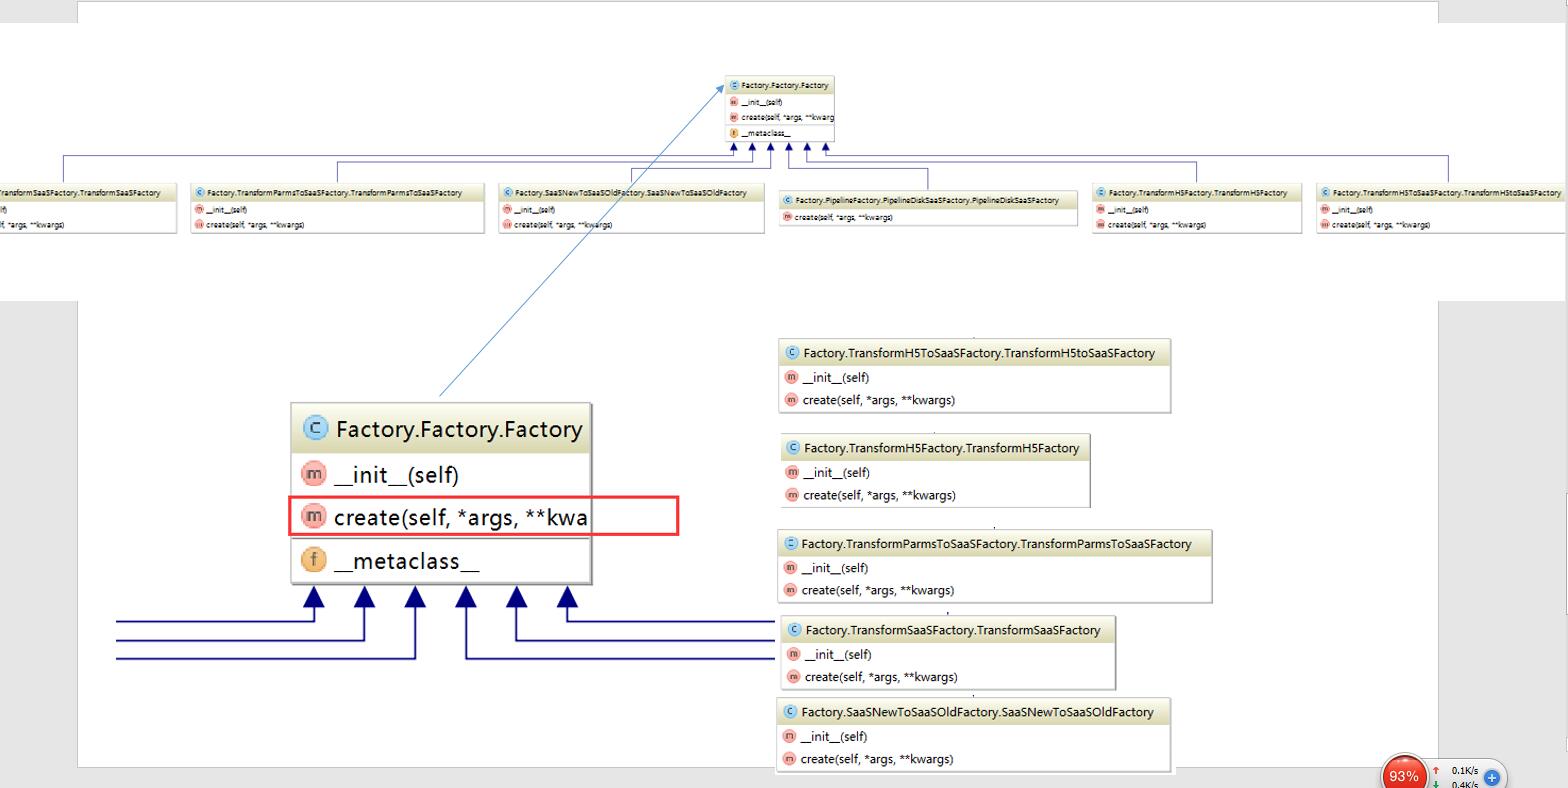 Factory.Factory.Factory
__init__(self)
create(self, *args, **kwarg
__metaclass__
TransformSaaSFactory.TransformSaaSFactory
lf)
lf, *args, **kwargs)
Factory.TransformParmsToSaaSFactory.TransformParmsToSaaSFactory
__init__(self)
create(self, *args, **kwargs)
Factory.SaaSNewToSaaSOldFactory.SaaSNewToSaaSOldFactory
__init__(self)
create(self, *args, **kwargs)
Factory.PipelineFactory.PipelineDiskSaaSFactory.PipelineDiskSaaSFactory
create(self, *args, **kwargs)
Factory.TransformH5Factory.TransformH5Factory
__init__(self)
create(self, *args, **kwargs)
Factory.TransformH5ToSaaSFactory.TransformH5toSaaSFactory
__init__(self)
create(self, *args, **kwargs)
Factory.Factory.Factory
__init__(self)
create(self, *args, **kwa
__metaclass__
Factory.TransformH5ToSaaSFactory.TransformH5toSaaSFactory
__init__(self)
create(self, *args, **kwargs)
Factory.TransformH5Factory.TransformH5Factory
__init__(self)
create(self, *args, **kwargs)
Factory.TransformParmsToSaaSFactory.TransformParmsToSaaSFactory
__init__(self)
create(self, *args, **kwargs)
Factory.TransformSaaSFactory.TransformSaaSFactory
__init__(self)
create(self, *args, **kwargs)
Factory.SaaSNewToSaaSOldFactory.SaaSNewToSaaSOldFactory
__init__(self)
create(self, *args, **kwargs)
93%
0.1K/s
0.4K/s